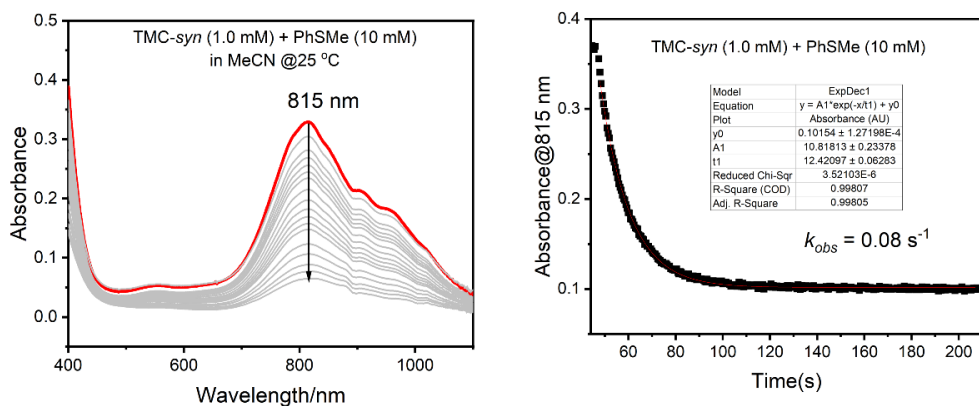 TMC-syn (1.0 mM) + PhSMe (10 mM)
in MeCN @25 °C
815 nm
0.5
0.4
0.3
0.2
0.1
0.0
Absorbance
400
600
800
1000
Wavelength/nm
TMC-syn (1.0 mM) + PhSMe (10 mM)
Model ExpDec1
Equation y = A1*exp(-x/t1) + y0
Plot Absorbance (AU)
y0 0.10154 ± 1.27198E-4
A1 10.81813 ± 0.23378
t1 12.42097 ± 0.06283
Reduced Chi-Sqr 3.52103E-6
R-Square (COD) 0.99807
Adj. R-Square 0.99805
kobs = 0.08 s-1
0.4
0.3
0.2
0.1
Absorbance@815 nm
60
80
100
120
140
160
180
200
Time(s)